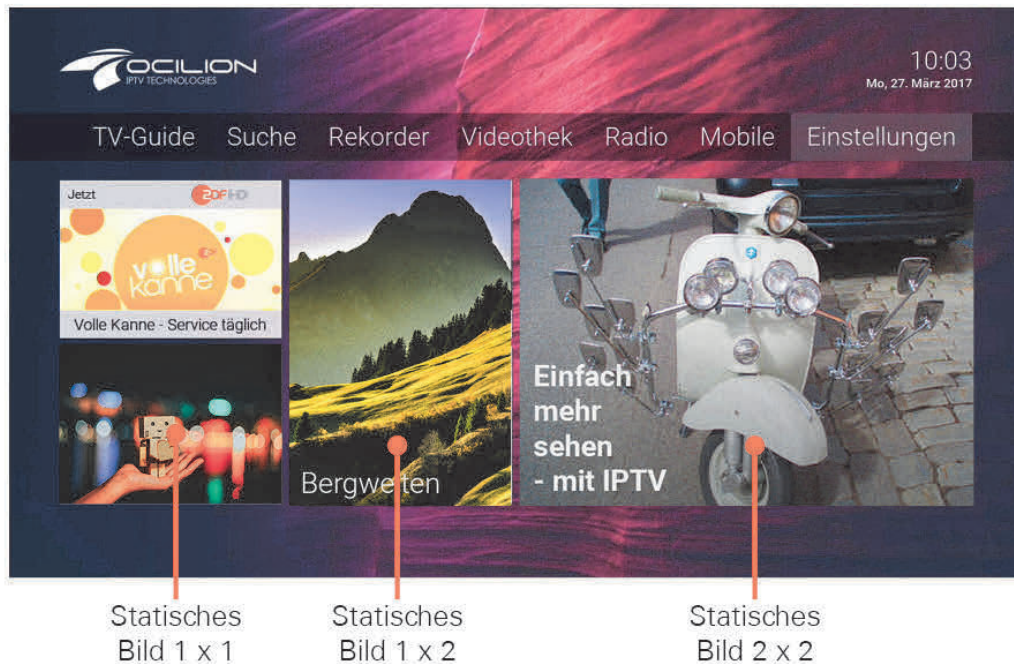 OCILION
IPTV TECHNOLOGIES
10:03
Mo, 27. März 2017
TV-Guide Suche Rekorder Videothek Radio Mobile Einstellungen
Jetzt ZDF HD
volle
kanne
Volle Kanne - Service täglich
Bergwelten
Einfach
mehr
sehen
- mit IPTV
Statisches
Bild 1 x 1
Statisches
Bild 1 x 2
Statisches
Bild 2 x 2